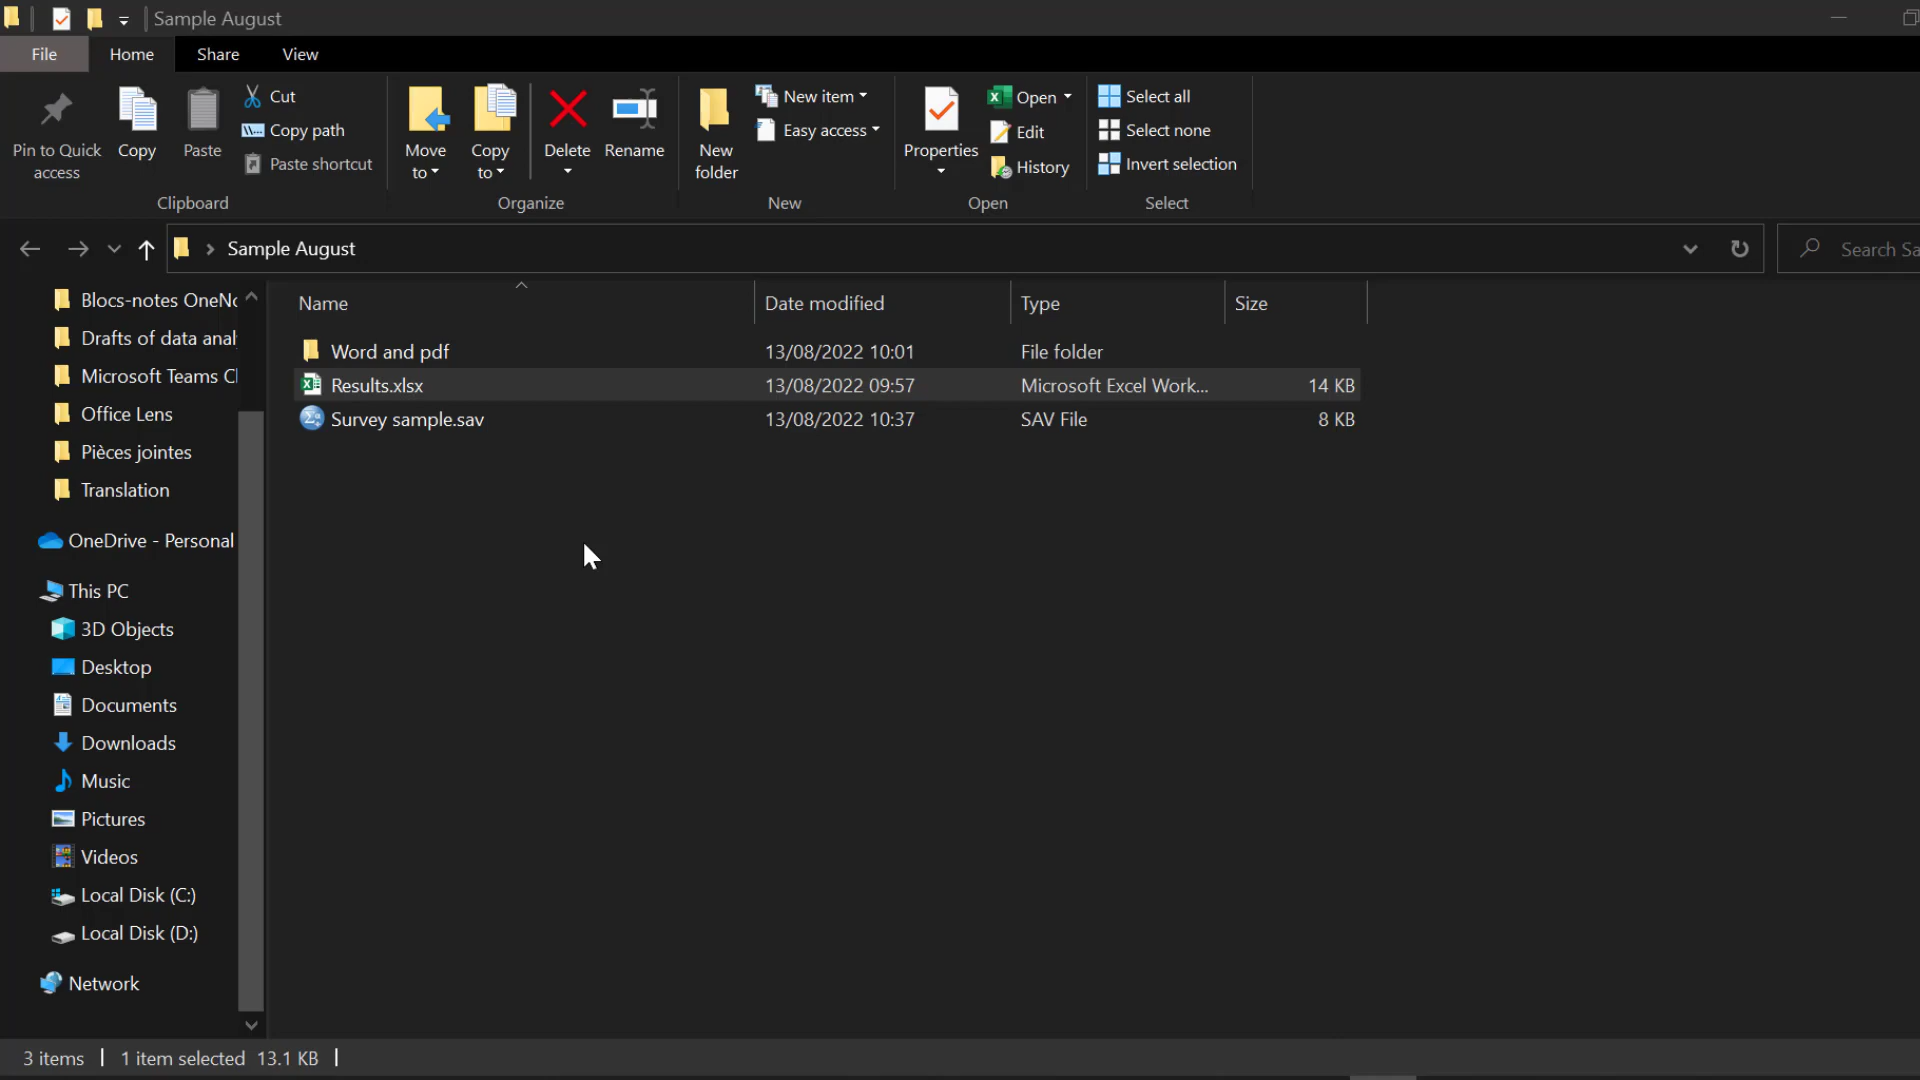 Sample August
File Home Share View
Pin to Quick access
Copy
Paste
Cut
Copy path
Paste shortcut
Clipboard
Move to
Copy to
Delete
Rename
Organize
New folder
New item
Easy access
New
Properties
Open
Edit
History
Open
Select all
Select none
Invert selection
Select
Sample August
Search Sa
Blocs-notes OneNo
Drafts of data anal
Microsoft Teams C
Office Lens
Pièces jointes
Translation
OneDrive - Personal
This PC
3D Objects
Desktop
Documents
Downloads
Music
Pictures
Videos
Local Disk (C:)
Local Disk (D:)
Network
Name Date modified Type Size
Word and pdf 13/08/2022 10:01 File folder
Results.xlsx 13/08/2022 09:57 Microsoft Excel Work... 14 KB
Survey sample.sav 13/08/2022 10:37 SAV File 8 KB
3 items 1 item selected 13.1 KB